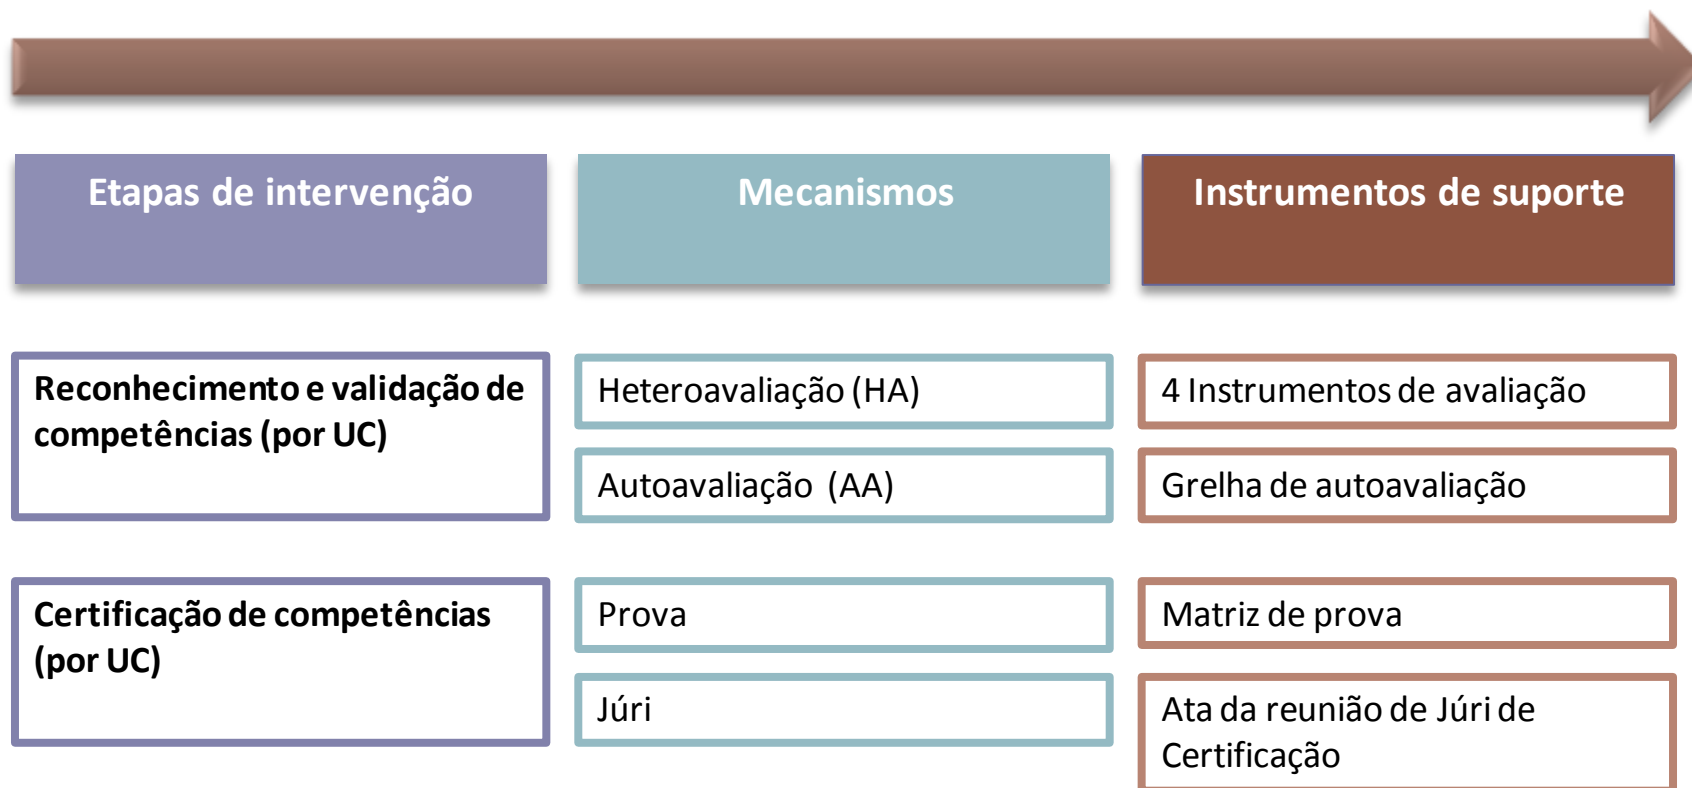 Etapas de intervenção
Mecanismos
Instrumentos de suporte
Reconhecimento e validação de
competências (por UC)
Heteroavaliação (HA)
4 Instrumentos de avaliação
Autoavaliação (AA)
Grelha de autoavaliação
Certificação de competências
(por UC)
Prova
Matriz de prova
Júri
Ata da reunião de Júri de
Certificação